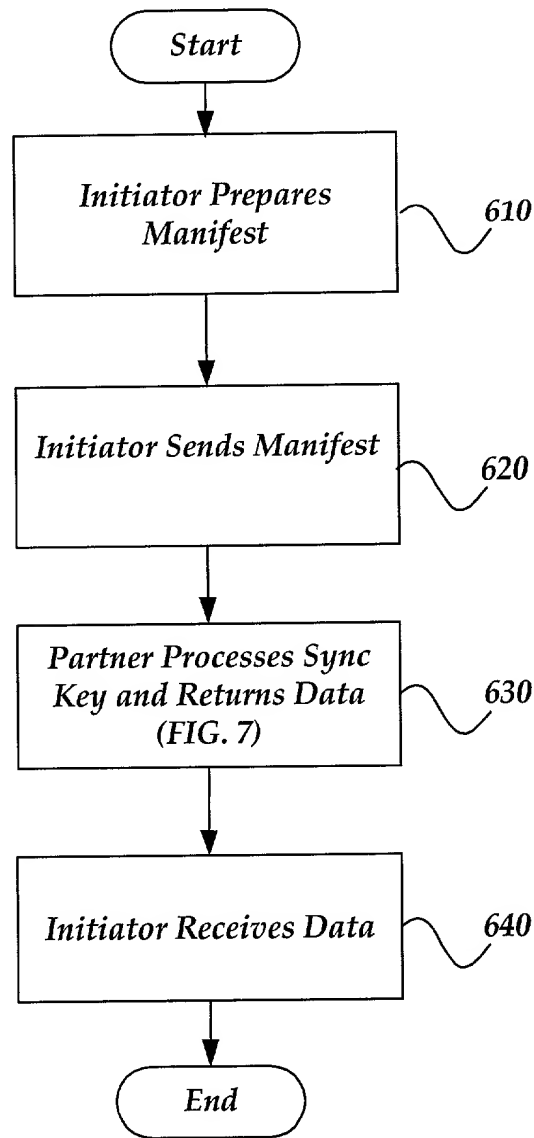 Start
Initiator Prepares
Manifest
610
Initiator Sends Manifest
620
Partner Processes Sync
Key and Returns Data
(FIG. 7)
630
Initiator Receives Data
640
End